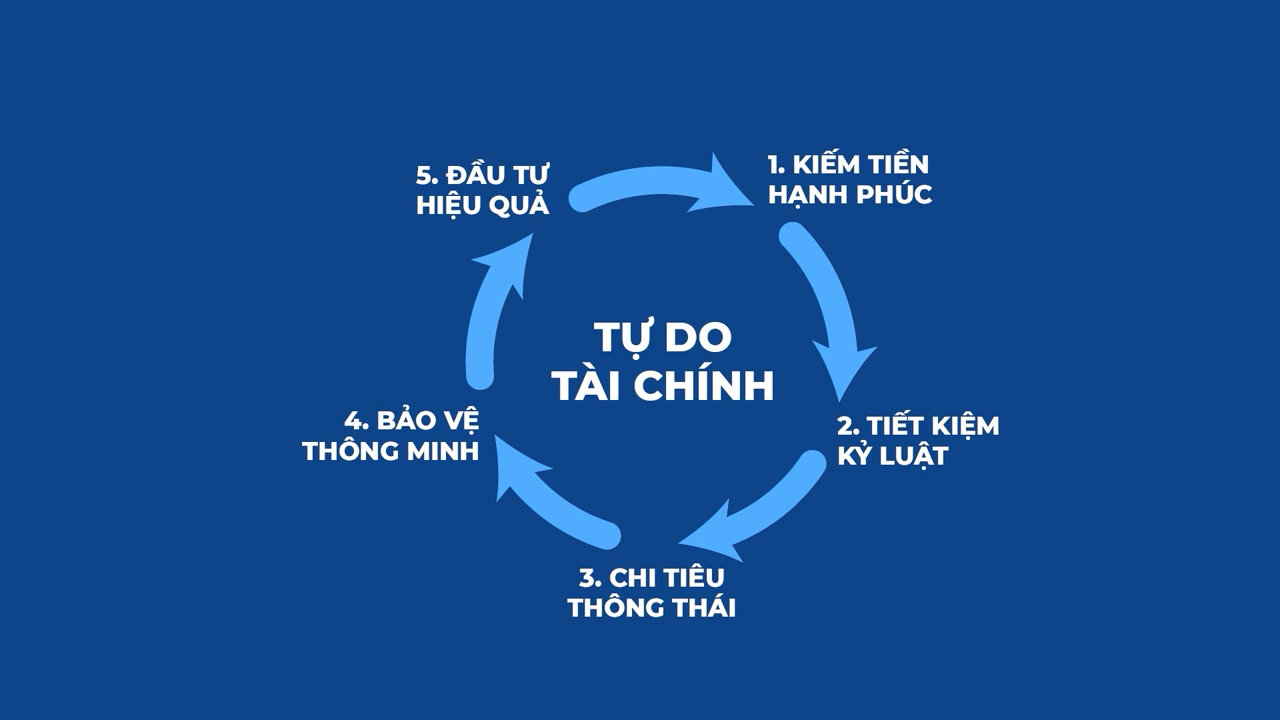 1. KIẾM TIỀN
HẠNH PHÚC
2. TIẾT KIỆM
KỶ LUẬT
3. CHI TIÊU
THÔNG THÁI
4. BẢO VỆ
THÔNG MINH
5. ĐẦU TƯ
HIỆU QUẢ
TỰ DO
TÀI CHÍNH